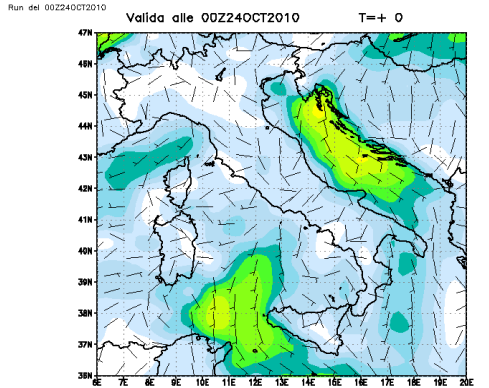 Run del 00Z24OCT2010
Valida alle 00Z24OCT2010 T=+ 0
47N
46N
45N
44N
43N
42N
41N
40N
39N
38N
37N
36N
6E 7E 8E 9E 10E 11E 12E 13E 14E 15E 16E 17E 18E 19E 20E